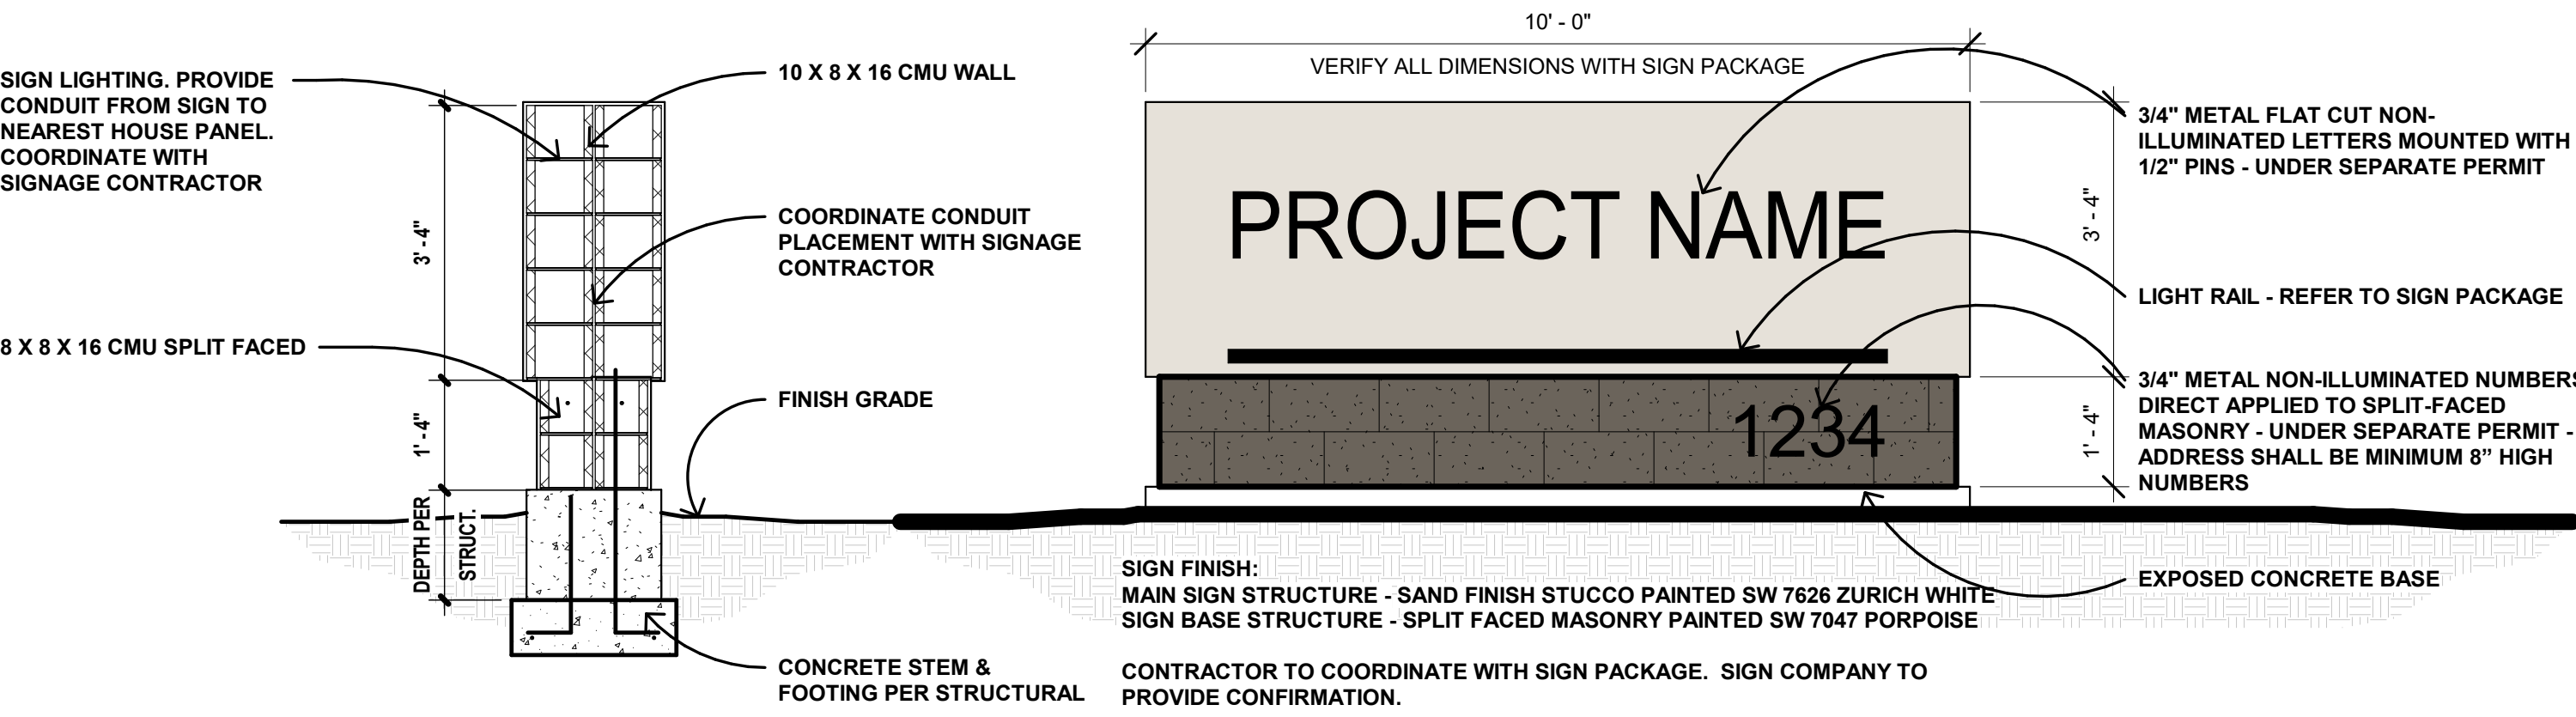 SIGN LIGHTING. PROVIDE
CONDUIT FROM SIGN TO
NEAREST HOUSE PANEL.
COORDINATE WITH
SIGNAGE CONTRACTOR
8 X 8 X 16 CMU SPLIT FACED
3' - 4"
1' - 4"
DEPTH PER
STRUCT.
10 X 8 X 16 CMU WALL
COORDINATE CONDUIT
PLACEMENT WITH SIGNAGE
CONTRACTOR
FINISH GRADE
CONCRETE STEM &
FOOTING PER STRUCTURAL
10' - 0"
VERIFY ALL DIMENSIONS WITH SIGN PACKAGE
PROJECT NAME
1234
3' - 4"
1' - 4"
3/4" METAL FLAT CUT NON-
ILLUMINATED LETTERS MOUNTED WITH
1/2" PINS - UNDER SEPARATE PERMIT
LIGHT RAIL - REFER TO SIGN PACKAGE
3/4" METAL NON-ILLUMINATED NUMBERS
DIRECT APPLIED TO SPLIT-FACED
MASONRY - UNDER SEPARATE PERMIT -
ADDRESS SHALL BE MINIMUM 8” HIGH
NUMBERS
EXPOSED CONCRETE BASE
SIGN FINISH:
MAIN SIGN STRUCTURE - SAND FINISH STUCCO PAINTED SW 7626 ZURICH WHITE
SIGN BASE STRUCTURE - SPLIT FACED MASONRY PAINTED SW 7047 PORPOISE
CONTRACTOR TO COORDINATE WITH SIGN PACKAGE. SIGN COMPANY TO
PROVIDE CONFIRMATION.